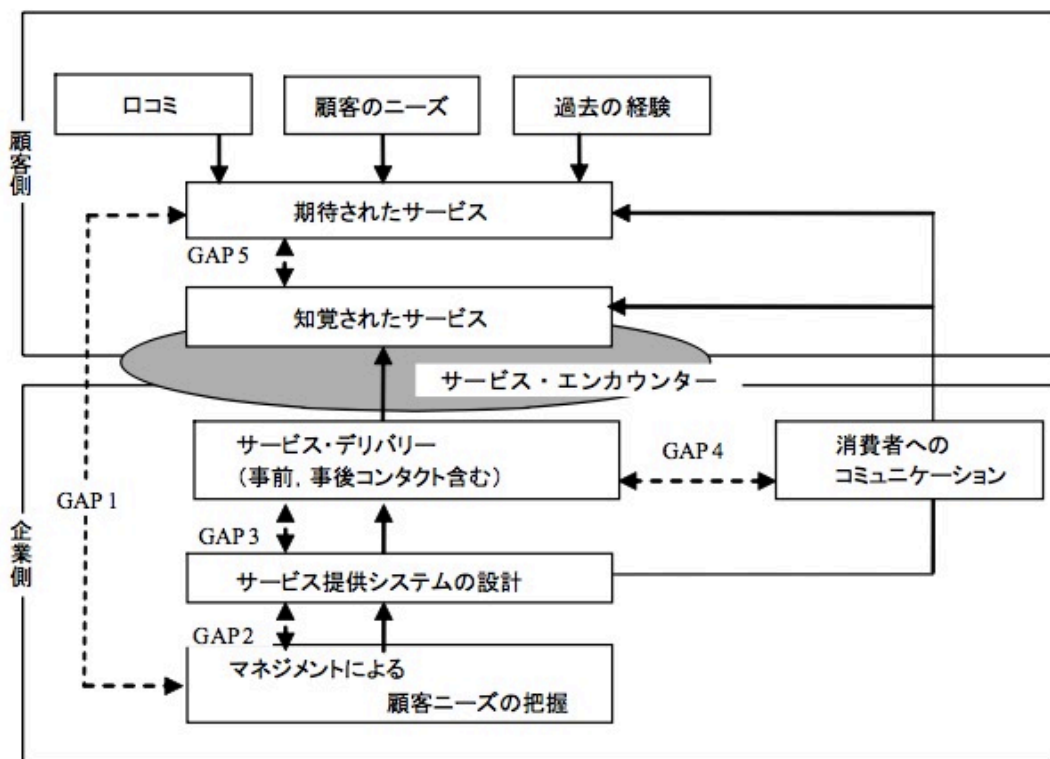 口コミ
顧客のニーズ
過去の経験
顧客側
期待されたサービス
GAP 5
知覚されたサービス
サービス・エンカウンター
サービス・デリバリー
（事前，事後コンタクト含む）
GAP 4
消費者への
コミュニケーション
GAP 1
企業側
GAP3
サービス提供システムの設計
GAP2
マネジメントによる
顧客ニーズの把握